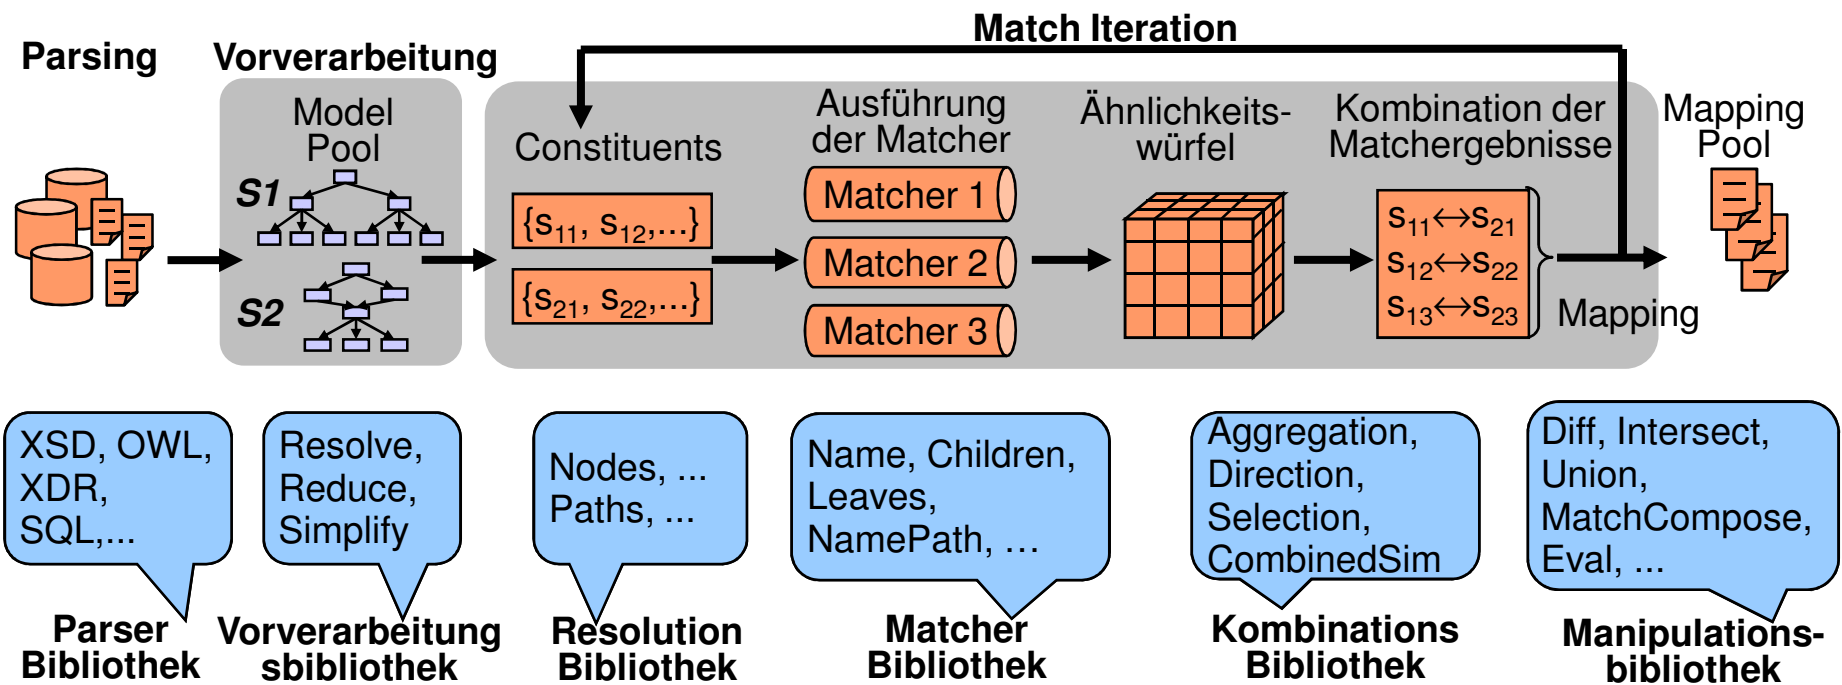 Match Iteration
Parsing
Vorverarbeitung
Model
Pool
S1
S2
Constituents
{s11, s12,...}
{s21, s22,...}
Ausführung
der Matcher
Matcher 1
Matcher 2
Matcher 3
Ähnlichkeits-
würfel
Kombination der
Matchergebnisse
s11↔s21
s12↔s22
s13↔s23
Mapping
Mapping
Pool
XSD, OWL,
XDR,
SQL,...
Resolve,
Reduce,
Simplify
Nodes, ...
Paths, ...
Name, Children,
Leaves,
NamePath, ...
Aggregation,
Direction,
Selection,
CombinedSim
Diff, Intersect,
Union,
MatchCompose,
Eval, ...
Parser
Bibliothek
Vorverarbeitung
sbibliothek
Resolution
Bibliothek
Matcher
Bibliothek
Kombinations
Bibliothek
Manipulations-
bibliothek